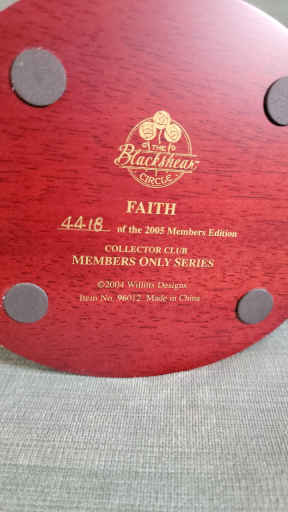 THE
Blackshear
CIRCLE
FAITH
4418 of the 2005 Members Edition
COLLECTOR CLUB
MEMBERS ONLY SERIES
©2004 Willitts Designs
Item No. 96012 Made in China